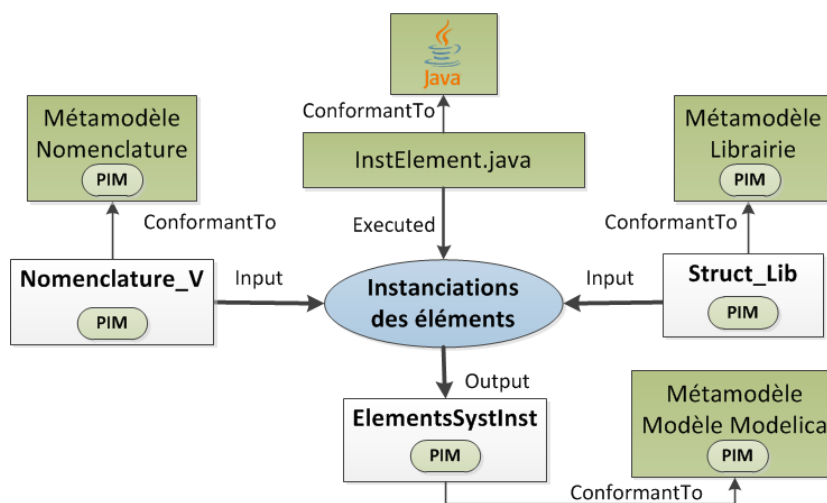 Java
ConformantTo
Métamodèle
Nomenclature
PIM
InstElement.java
Métamodèle
Librairie
PIM
ConformantTo
Executed
ConformantTo
Nomenclature_V
PIM
Input
Instanciations
des éléments
Input
Struct_Lib
PIM
Output
ElementsSystInst
PIM
Métamodèle
Modèle Modelica
PIM
ConformantTo